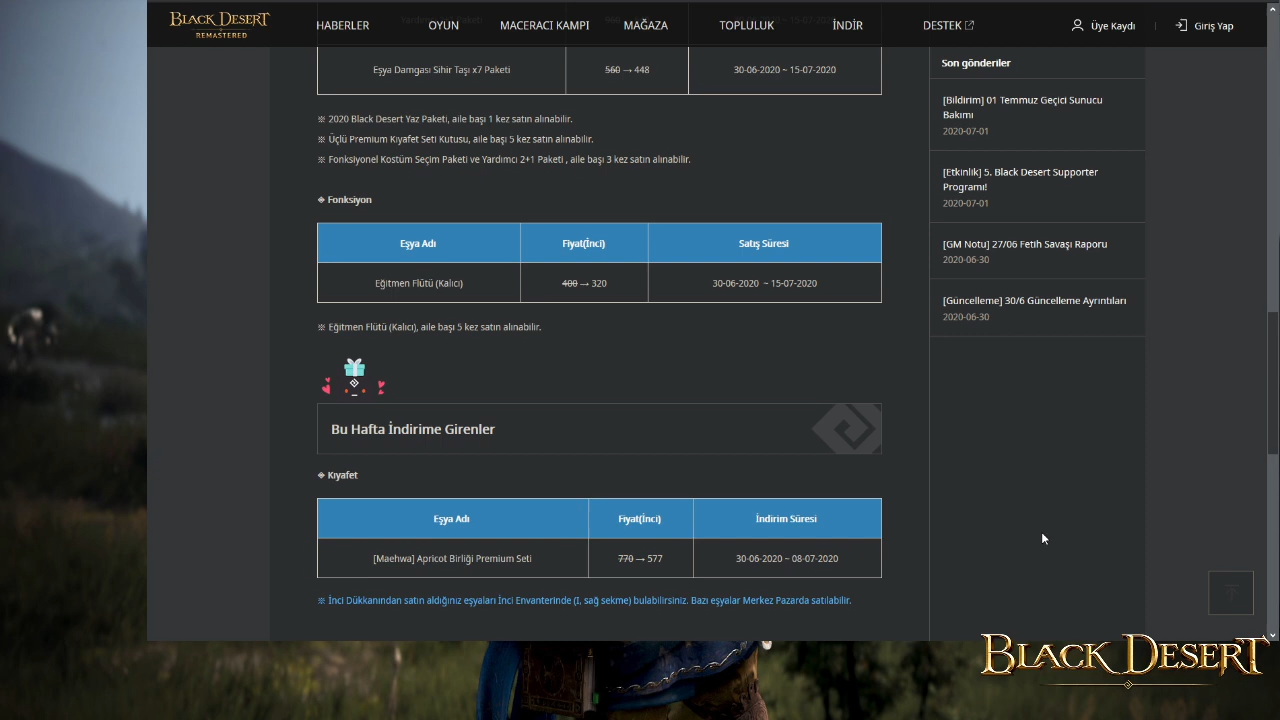 BLACK DESERT
REMASTERED
HABERLER
OYUN
MACERACI KAMPI
MAĞAZA
TOPLULUK
İNDİR
DESTEK
Üye Kaydı
Giriş Yap
Eşya Damgası Sihir Taşı x7 Paketi
560 → 448
30-06-2020 ~ 15-07-2020
※ 2020 Black Desert Yaz Paketi, aile başı 1 kez satın alınabilir.
※ Üçlü Premium Kıyafet Seti Kutusu, aile başı 5 kez satın alınabilir.
※ Fonksiyonel Kostüm Seçim Paketi ve Yardımcı 2+1 Paketi , aile başı 3 kez satın alınabilir.
◈ Fonksiyon
Eşya Adı
Fiyat(İnci)
Satış Süresi
Eğitmen Flütü (Kalıcı)
400 → 320
30-06-2020 ~ 15-07-2020
※ Eğitmen Flütü (Kalıcı), aile başı 5 kez satın alınabilir.
Bu Hafta İndirime Girenler
◈ Kıyafet
Eşya Adı
Fiyat(İnci)
İndirim Süresi
[Maehwa] Apricot Birliği Premium Seti
770 → 577
30-06-2020 ~ 08-07-2020
※ İnci Dükkanından satın aldığınız eşyaları İnci Envanterinde (I, sağ sekme) bulabilirsiniz. Bazı eşyalar Merkez Pazarda satılabilir.
Son gönderiler
[Bildirim] 01 Temmuz Geçici Sunucu
Bakımı
2020-07-01
[Etkinlik] 5. Black Desert Supporter
Programı!
2020-07-01
[GM Notu] 27/06 Fetih Savaşı Raporu
2020-06-30
[Güncelleme] 30/6 Güncelleme Ayrıntıları
2020-06-30
BLACK DESERT